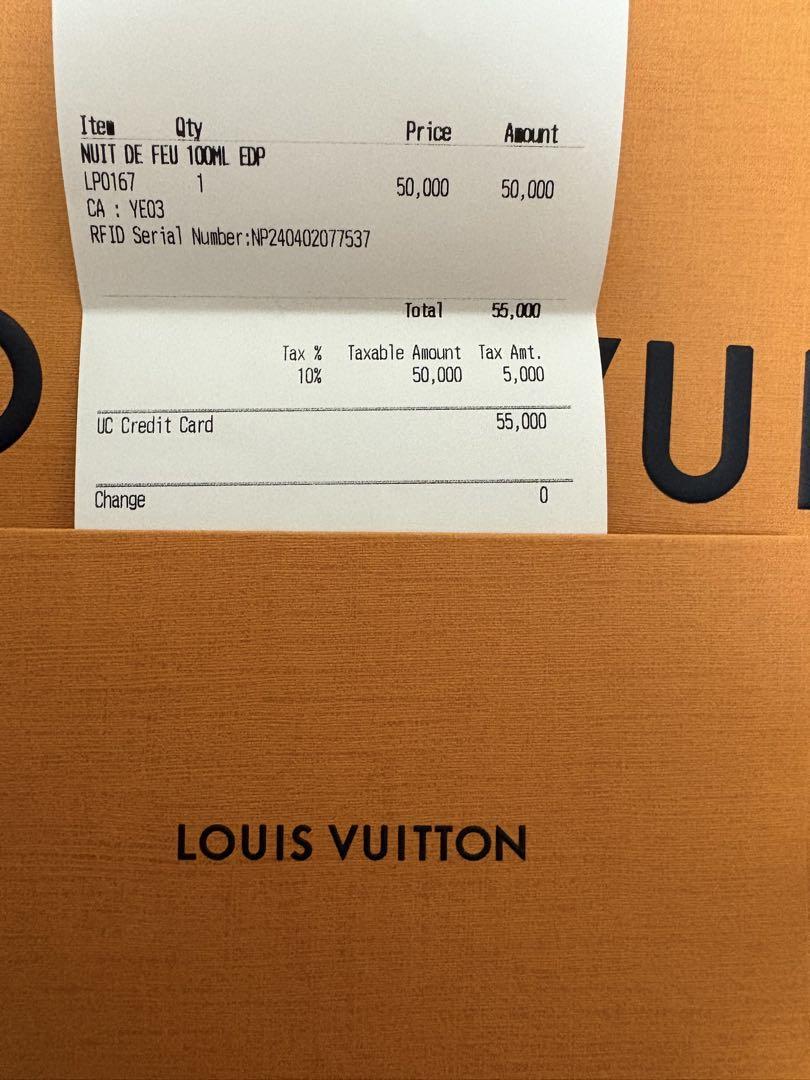 Item Qty Price Amount
NUIT DE FEU 100ML EDP
LP0167 1 50,000 50,000
CA : YE03
RFID Serial Number:NP240402077537
Total 55,000
Tax % Taxable Amount Tax Amt.
10% 50,000 5,000
UC Credit Card 55,000
Change 0
LOUIS VUITTON